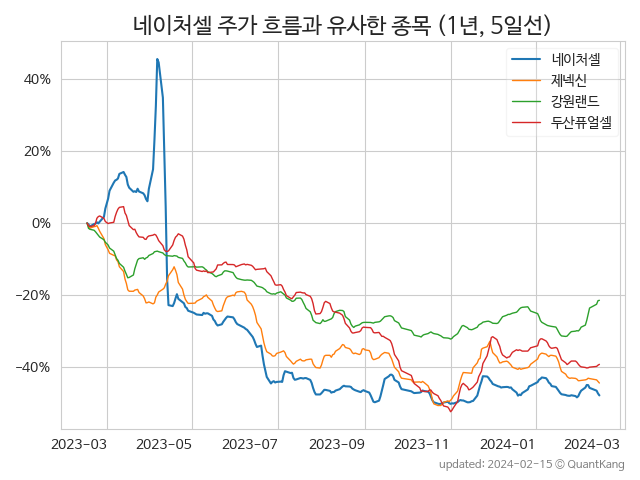 네이처셀 주가 흐름과 유사한 종목 (1년, 5일선)
네이처셀
제넥신
강원랜드
두산퓨얼셀
40%
20%
0%
−20%
−40%
2023-03 2023-05 2023-07 2023-09 2023-11 2024-01 2024-03
updated: 2024-02-15 © QuantKang